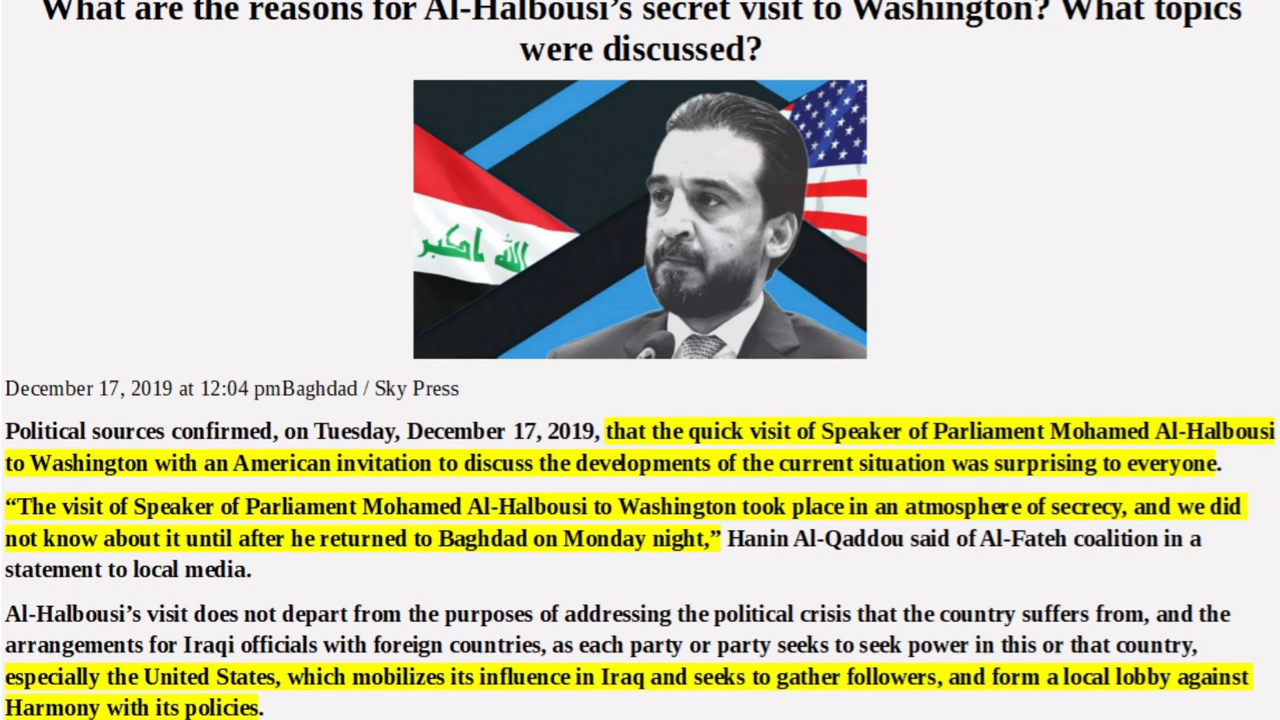 What are the reasons for Al-Halbousi’s secret visit to Washington? What topics
were discussed?
الله اكبر
December 17, 2019 at 12:04 pmBaghdad / Sky Press
Political sources confirmed, on Tuesday, December 17, 2019, that the quick visit of Speaker of Parliament Mohamed Al-Halbousi
to Washington with an American invitation to discuss the developments of the current situation was surprising to everyone.
“The visit of Speaker of Parliament Mohamed Al-Halbousi to Washington took place in an atmosphere of secrecy, and we did
not know about it until after he returned to Baghdad on Monday night,” Hanin Al-Qaddou said of Al-Fateh coalition in a
statement to local media.
Al-Halbousi’s visit does not depart from the purposes of addressing the political crisis that the country suffers from, and the
arrangements for Iraqi officials with foreign countries, as each party or party seeks to seek power in this or that country,
especially the United States, which mobilizes its influence in Iraq and seeks to gather followers, and form a local lobby against
Harmony with its policies.